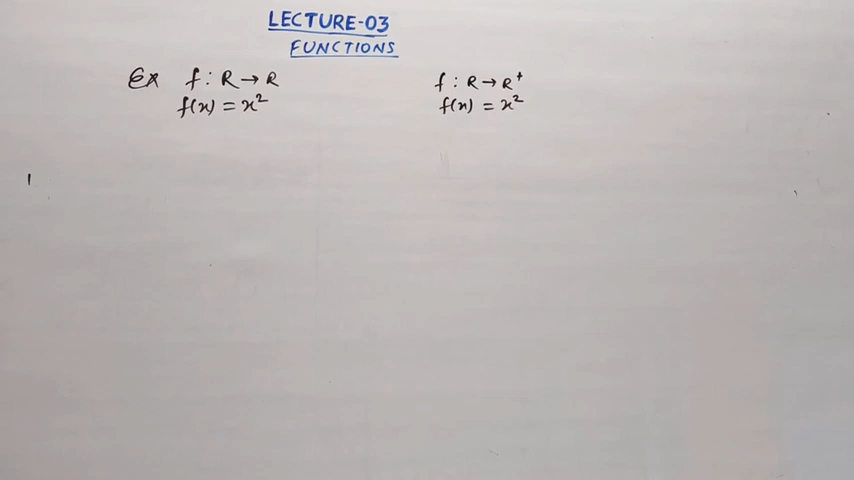 LECTURE-03
FUNCTIONS
Ex f : R → R
f(x) = x²
f : R → R⁺
f(x) = x²